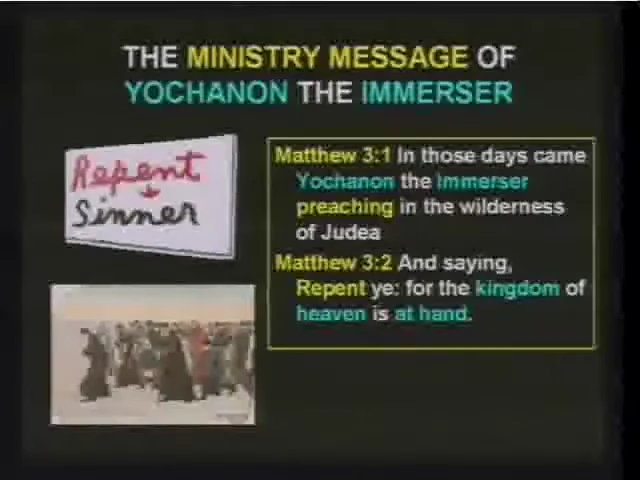 THE MINISTRY MESSAGE OF
YOCHANON THE IMMERSER
Repent
Sinner
Matthew 3:1 In those days came
Yochanon the Immerser
preaching in the wilderness
of Judea
Matthew 3:2 And saying,
Repent ye: for the kingdom of
heaven is at hand.